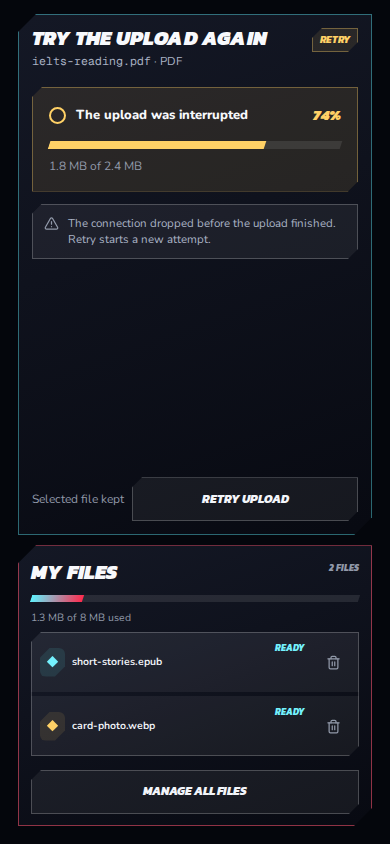 TRY THE UPLOAD AGAIN
RETRY
ielts-reading.pdf · PDF
The upload was interrupted
74%
1.8 MB of 2.4 MB
The connection dropped before the upload finished.
Retry starts a new attempt.
Selected file kept
RETRY UPLOAD
MY FILES
2 FILES
1.3 MB of 8 MB used
READY
short-stories.epub
READY
card-photo.webp
MANAGE ALL FILES